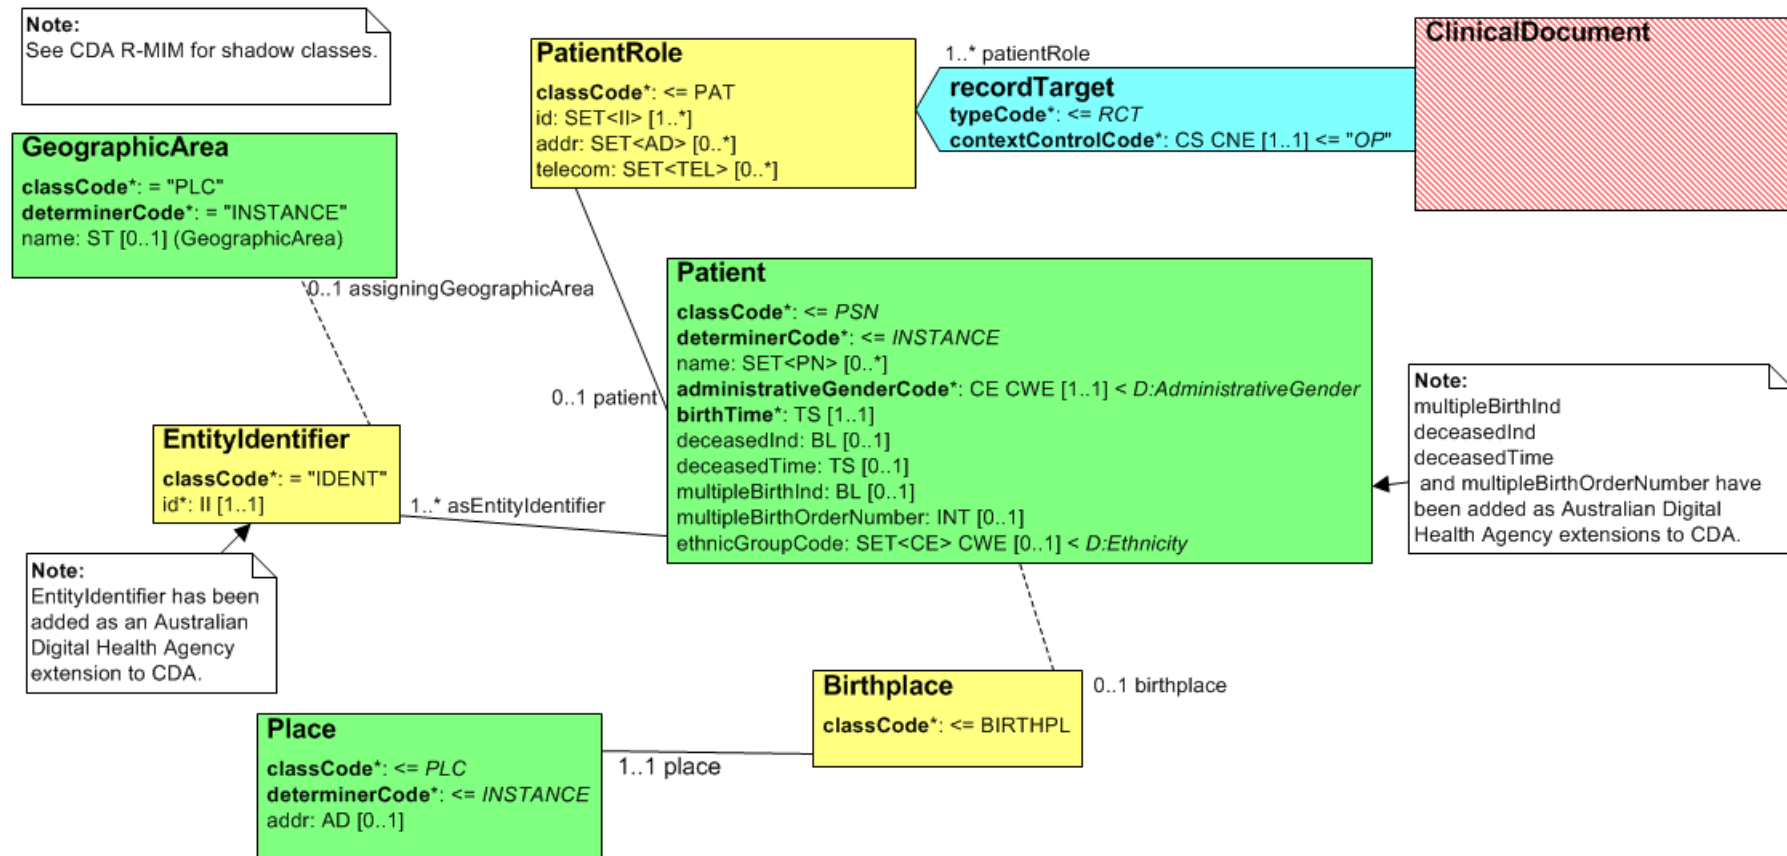 Note:
See CDA R-MIM for shadow classes.
PatientRole
classCode*: <= PAT
id: SET<II> [1..*]
addr: SET<AD> [0..*]
telecom: SET<TEL> [0..*]
1..* patientRole
recordTarget
typeCode*: <= RCT
contextControlCode*: CS CNE [1..1] <= "OP"
ClinicalDocument
GeographicArea
classCode*: = "PLC"
determinerCode*: = "INSTANCE"
name: ST [0..1] (GeographicArea)
0..1 assigningGeographicArea
Patient
classCode*: <= PSN
determinerCode*: <= INSTANCE
name: SET<PN> [0..*]
administrativeGenderCode*: CE CWE [1..1] < D:AdministrativeGender
birthTime*: TS [1..1]
deceasedInd: BL [0..1]
deceasedTime: TS [0..1]
multipleBirthInd: BL [0..1]
multipleBirthOrderNumber: INT [0..1]
ethnicGroupCode: SET<CE> CWE [0..1] < D:Ethnicity
0..1 patient
Note:
multipleBirthInd
deceasedInd
deceasedTime
and multipleBirthOrderNumber have
been added as Australian Digital
Health Agency extensions to CDA.
EntityIdentifier
classCode*: = "IDENT"
id*: II [1..1]
1..* asEntityIdentifier
Note:
EntityIdentifier has been
added as an Australian
Digital Health Agency
extension to CDA.
Birthplace
classCode*: <= BIRTHPL
0..1 birthplace
Place
classCode*: <= PLC
determinerCode*: <= INSTANCE
addr: AD [0..1]
1..1 place